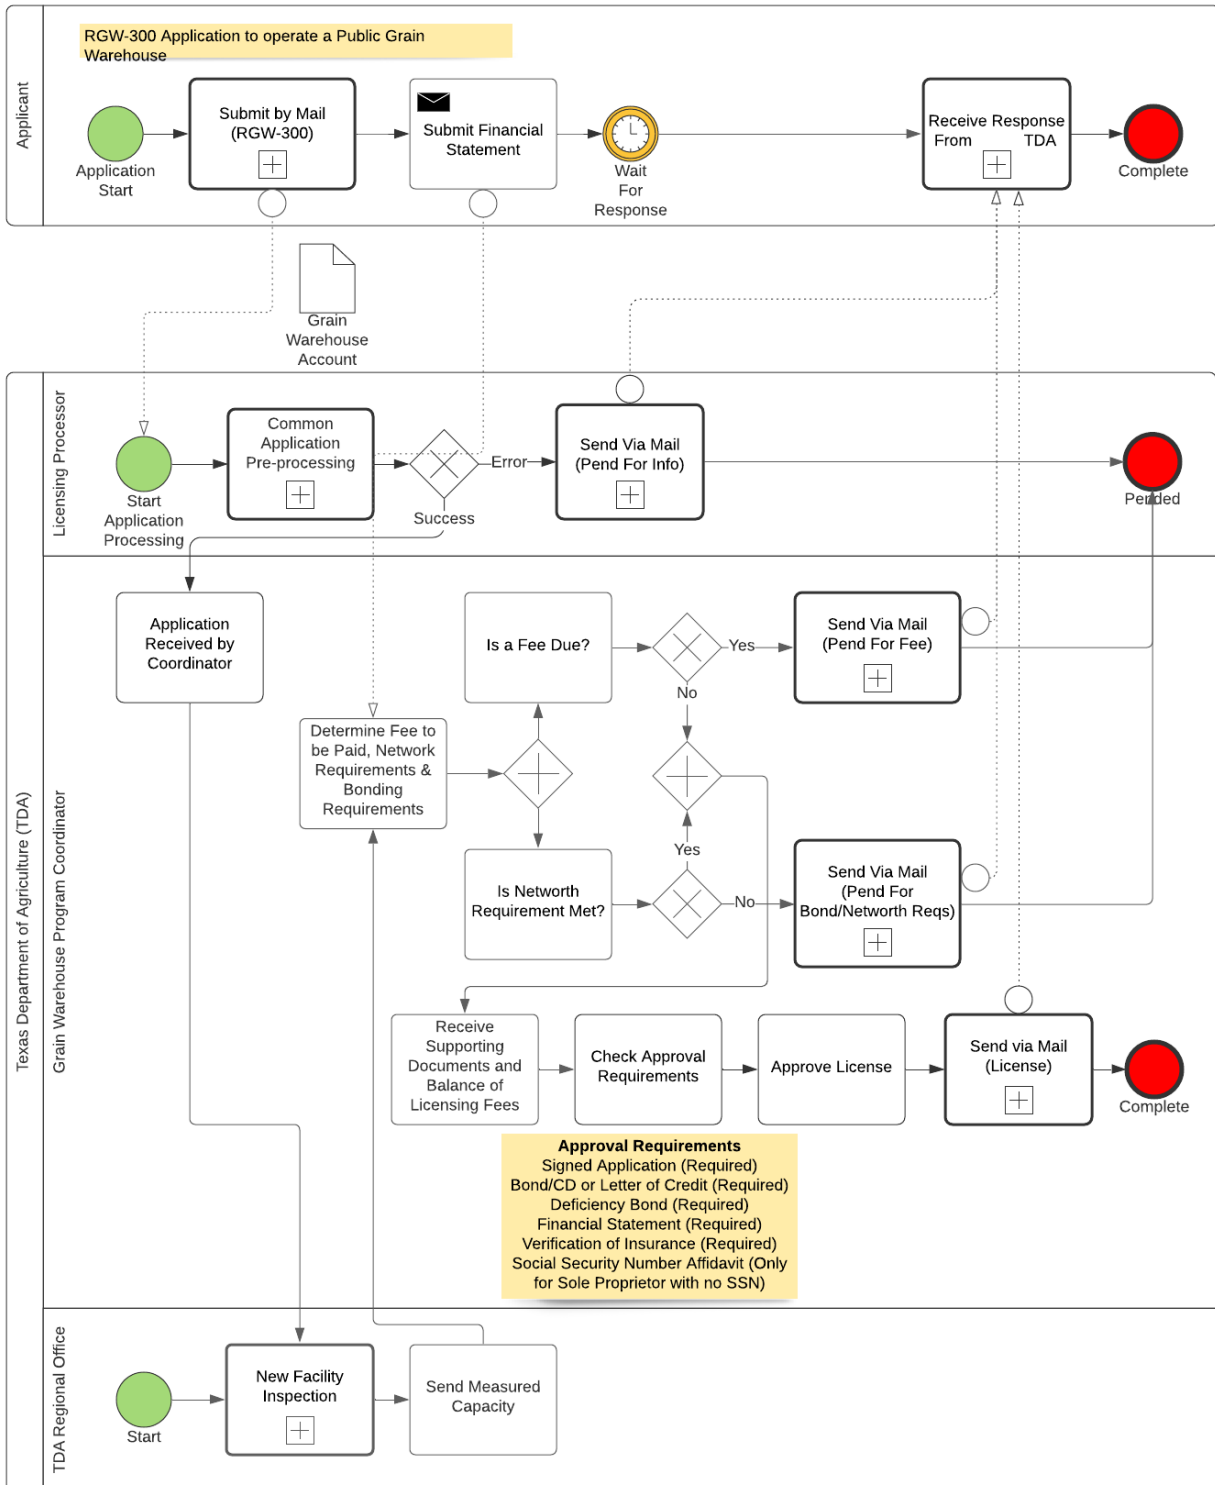 RGW-300 Application to operate a Public Grain
Warehouse
Applicant
Application
Start
Submit by Mail
(RGW-300)
Submit Financial
Statement
Wait
For
Response
Receive Response
From TDA
Complete
Grain
Warehouse
Account
Texas Department of Agriculture (TDA)
Licensing Processor
Start
Application
Processing
Common
Application
Pre-processing
Error
Success
Send Via Mail
(Pend For Info)
Pended
Grain Warehouse Program Coordinator
Application
Received by
Coordinator
Determine Fee to
be Paid, Network
Requirements &
Bonding
Requirements
Is a Fee Due?
Yes
No
Send Via Mail
(Pend For Fee)
Is Networth
Requirement Met?
Yes
No
Send Via Mail
(Pend For
Bond/Networth Reqs)
Receive
Supporting
Documents and
Balance of
Licensing Fees
Check Approval
Requirements
Approve License
Send via Mail
(License)
Complete
Approval Requirements
Signed Application (Required)
Bond/CD or Letter of Credit (Required)
Deficiency Bond (Required)
Financial Statement (Required)
Verification of Insurance (Required)
Social Security Number Affidavit (Only
for Sole Proprietor with no SSN)
TDA Regional Office
Start
New Facility
Inspection
Send Measured
Capacity